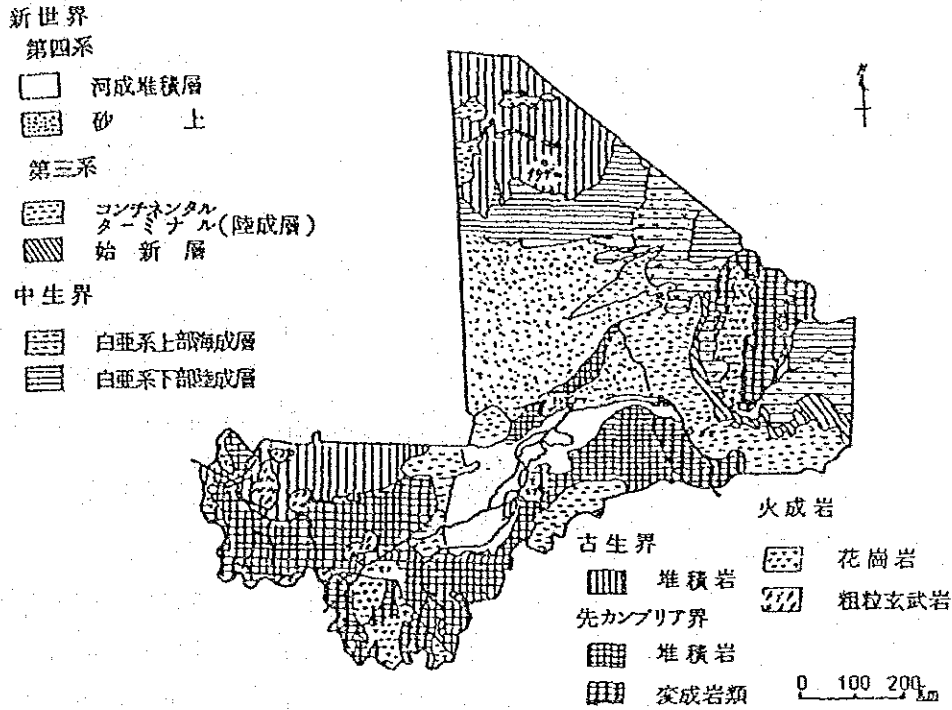 新世界
第四系
河成堆積層
砂 上
第三系
コンチネンタル
ターミナル(陸成層)
始新層
中生界
白亜系上部海成層
白亜系下部陸成層
火成岩
古生界
花崗岩
堆積岩
粗粒玄武岩
先カンブリア界
堆積岩
変成岩類
0 100 200 km